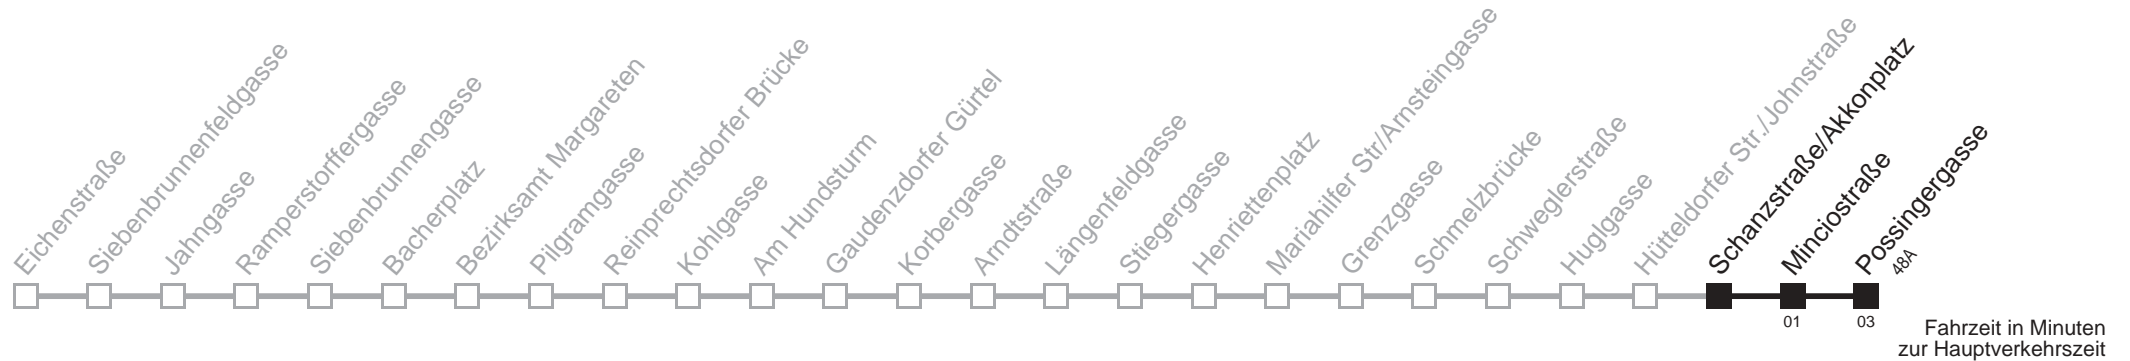 Eichenstraße
Siebenbrunnenfeldgasse
Jahngasse
Ramperstorffergasse
Siebenbrunnengasse
Bacherplatz
Bezirksamt Margareten
Pilgramgasse
Reinprechtsdorfer Brücke
Kohlgasse
Am Hundsturm
Gaudenzdorfer Gürtel
Korbergasse
Arndtstraße
Längenfeldgasse
Stiegergasse
Henriettenplatz
Mariahilfer Str/Arnsteingasse
Grenzgasse
Schmelzbrücke
Schweglerstraße
Huglgasse
Hütteldorfer Str./Johnstraße
Schanzstraße/Akkonplatz
Minciostraße
Possingergasse
48A
01
03
Fahrzeit in Minuten
zur Hauptverkehrszeit